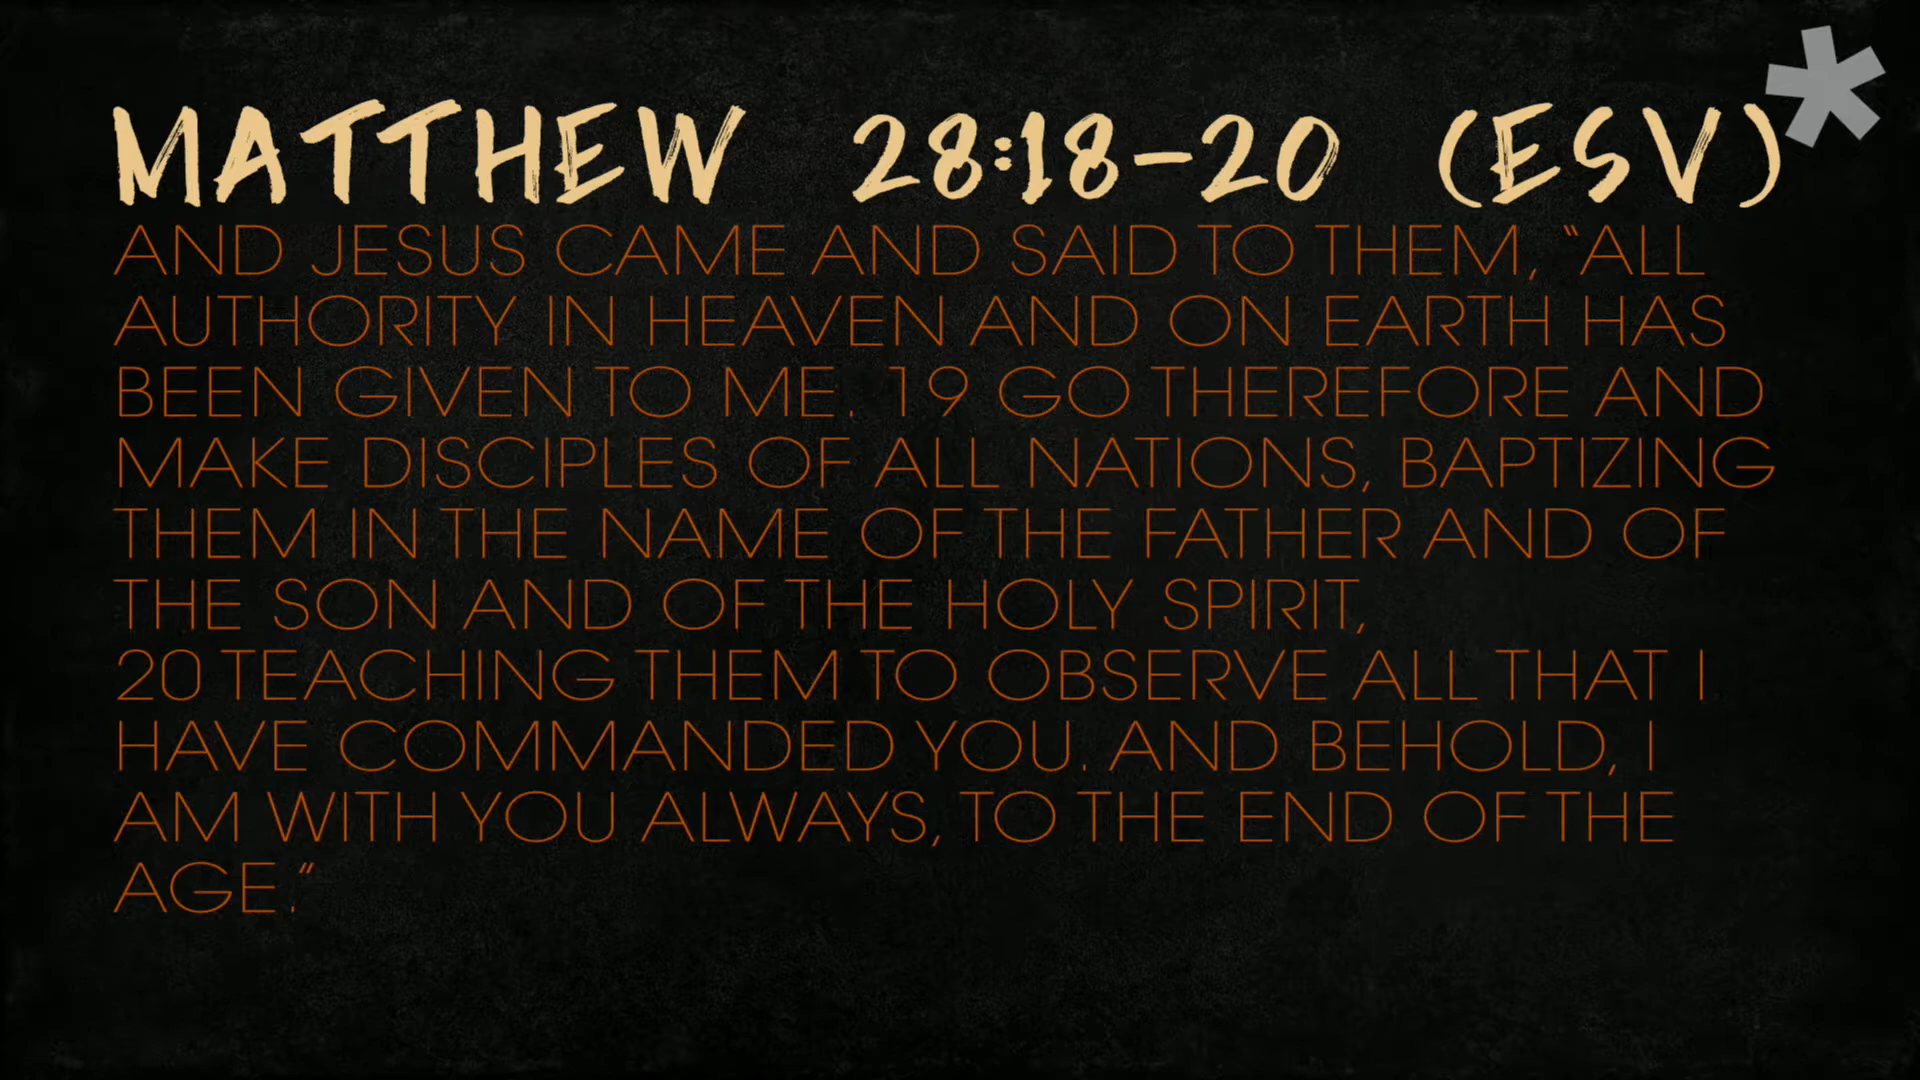 MATTHEW 28:18-20 (ESV)
AND JESUS CAME AND SAID TO THEM, “ALL
AUTHORITY IN HEAVEN AND ON EARTH HAS
BEEN GIVEN TO ME. 19 GO THEREFORE AND
MAKE DISCIPLES OF ALL NATIONS, BAPTIZING
THEM IN THE NAME OF THE FATHER AND OF
THE SON AND OF THE HOLY SPIRIT,
20 TEACHING THEM TO OBSERVE ALL THAT I
HAVE COMMANDED YOU. AND BEHOLD, I
AM WITH YOU ALWAYS, TO THE END OF THE
AGE.”